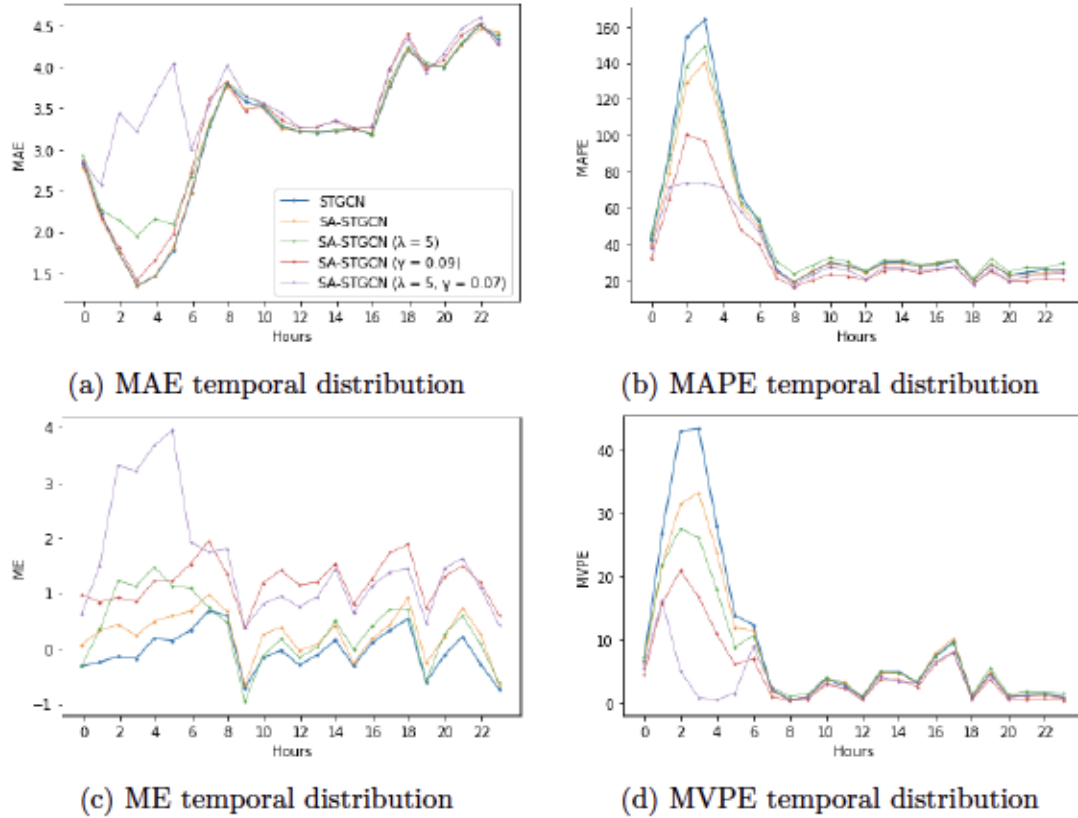 4.5
4.0
3.5
3.0
2.5
2.0
1.5
MAE
STGCN
SA-STGCN
SA-STGCN (λ = 5)
SA-STGCN (γ = 0.09)
SA-STGCN (λ = 5, γ = 0.07)
0 2 4 6 8 10 12 14 16 18 20 22
Hours
(a) MAE temporal distribution
160
140
120
100
80
60
40
20
MAPE
0 2 4 6 8 10 12 14 16 18 20 22
Hours
(b) MAPE temporal distribution
4
3
2
1
0
−1
ME
0 2 4 6 8 10 12 14 16 18 20 22
Hours
(c) ME temporal distribution
40
30
20
10
0
MVPE
0 2 4 6 8 10 12 14 16 18 20 22
Hours
(d) MVPE temporal distribution